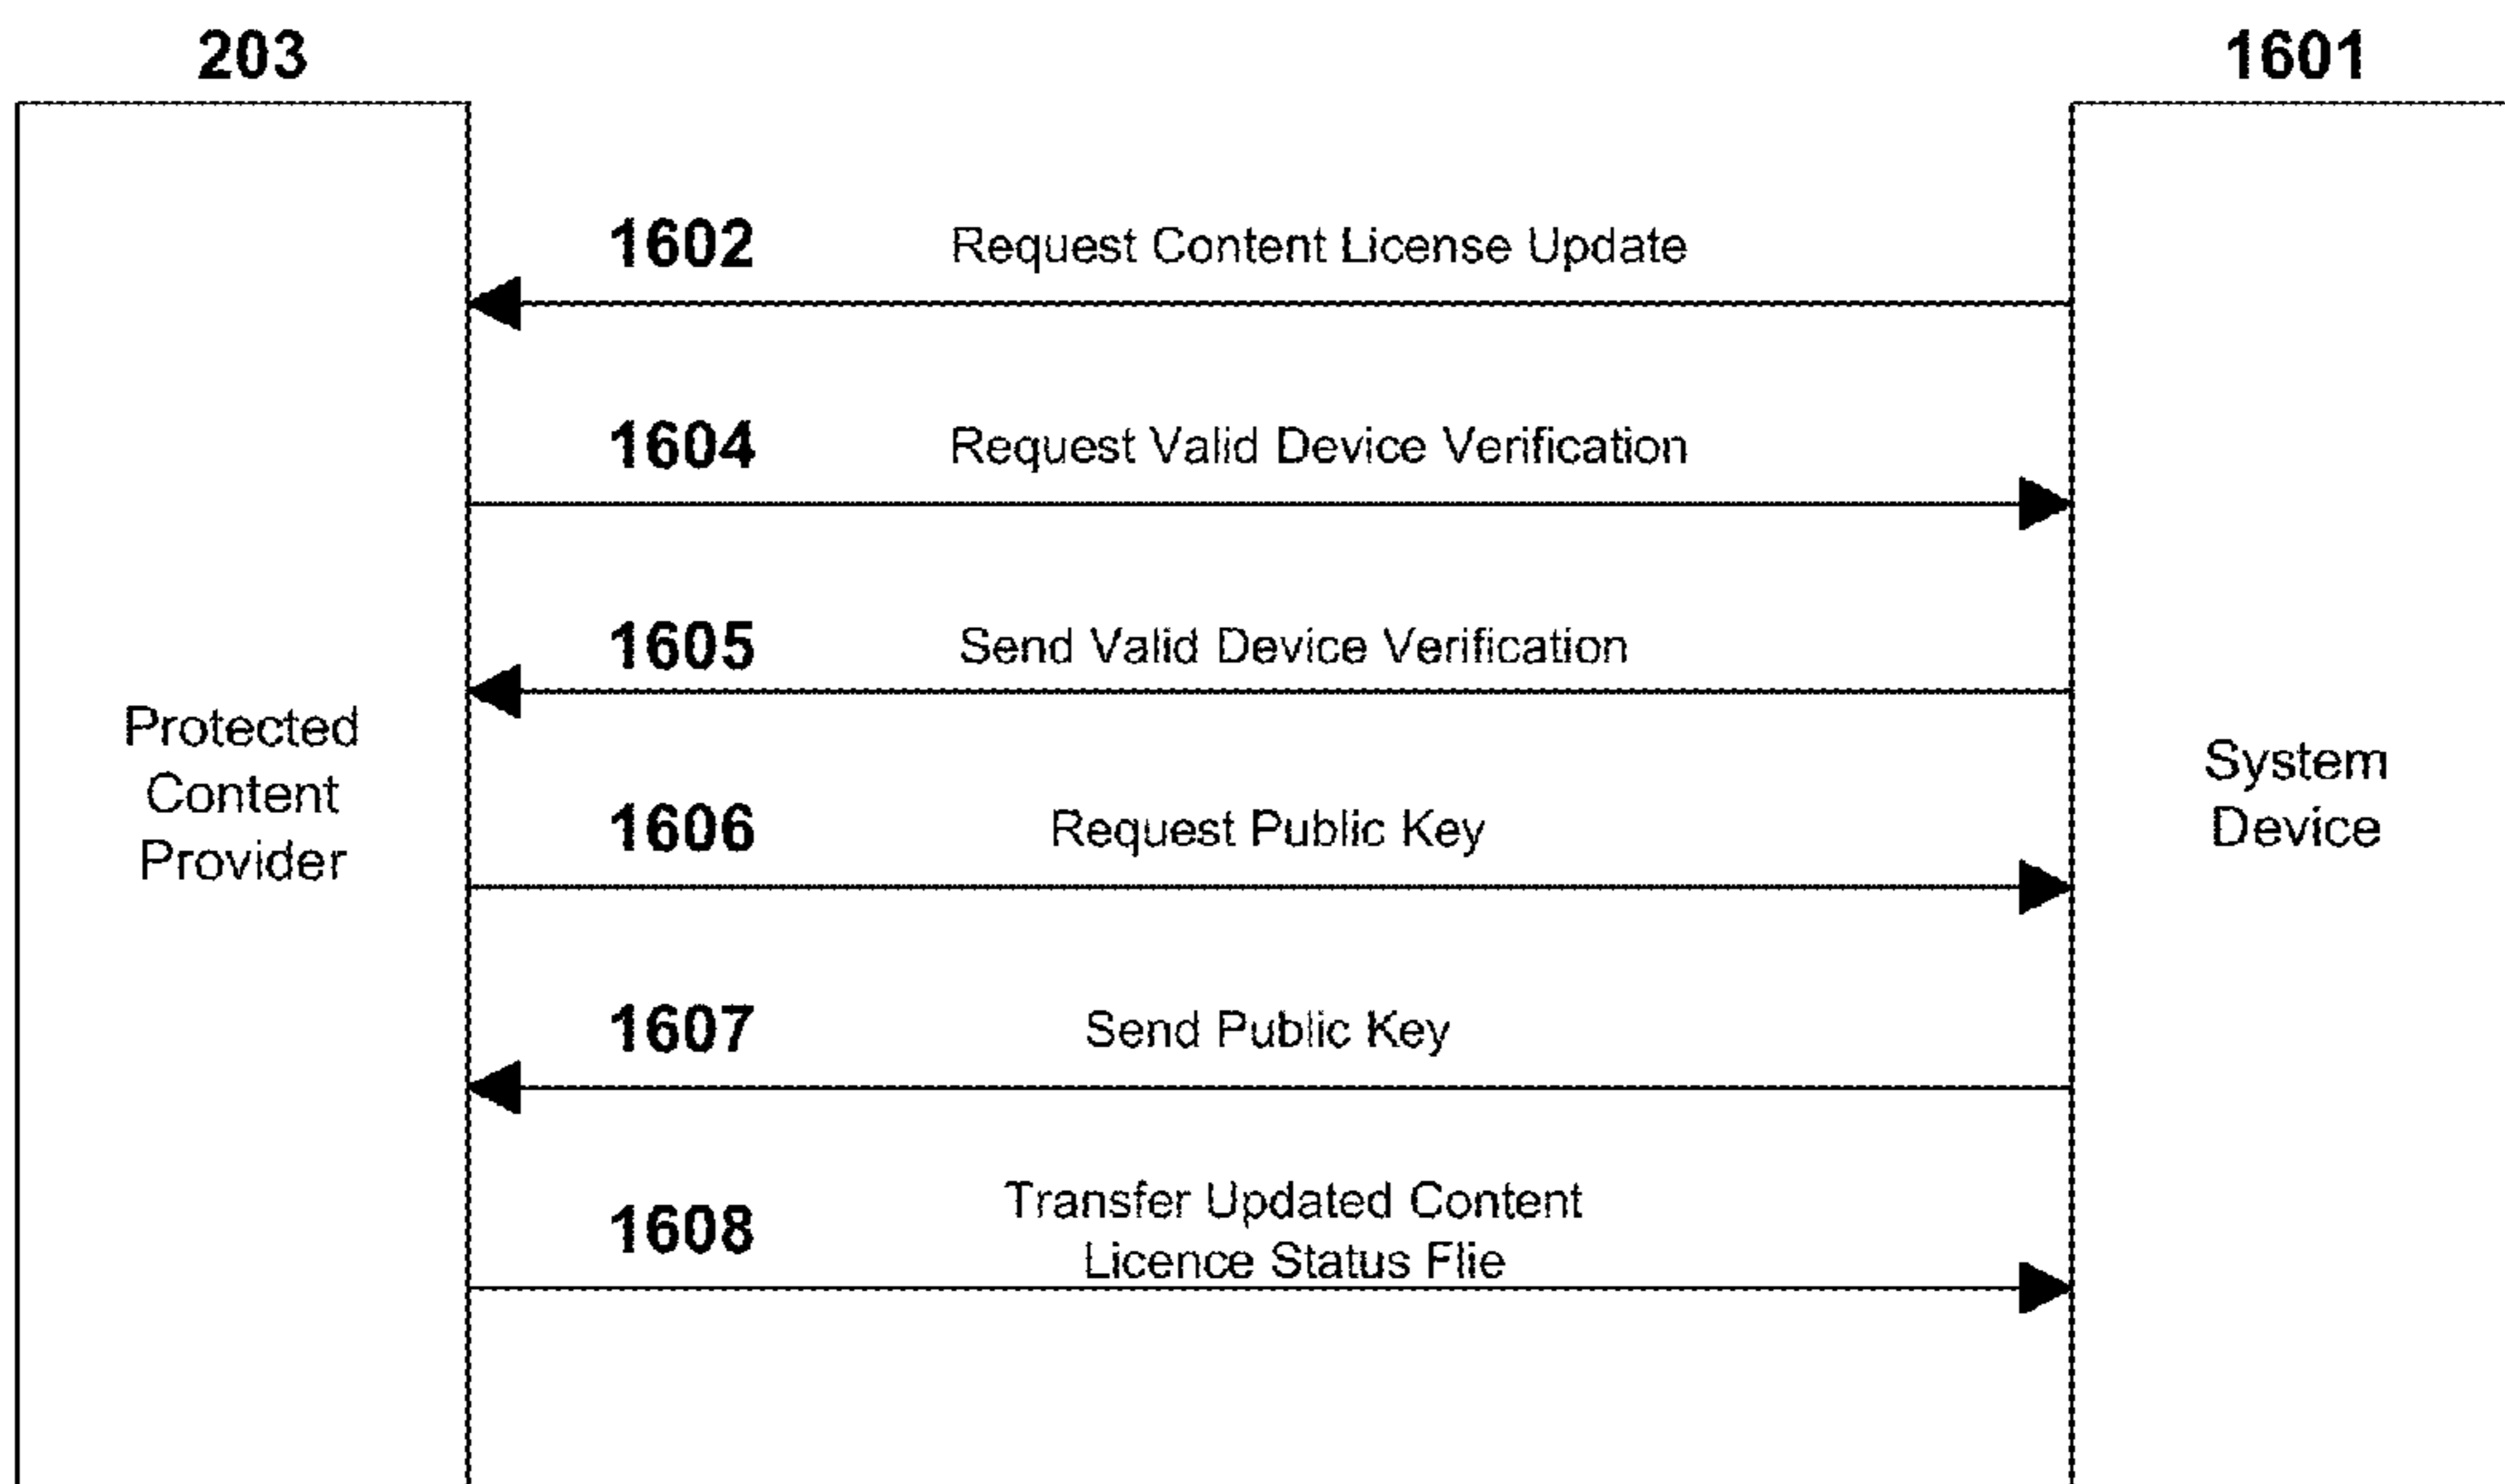 203
1601
1602 Request Content License Update
1604 Request Valid Device Verification
1605 Send Valid Device Verification
Protected
Content
Provider
System
Device
1606 Request Public Key
1607 Send Public Key
1608 Transfer Updated Content
Licence Status Flie